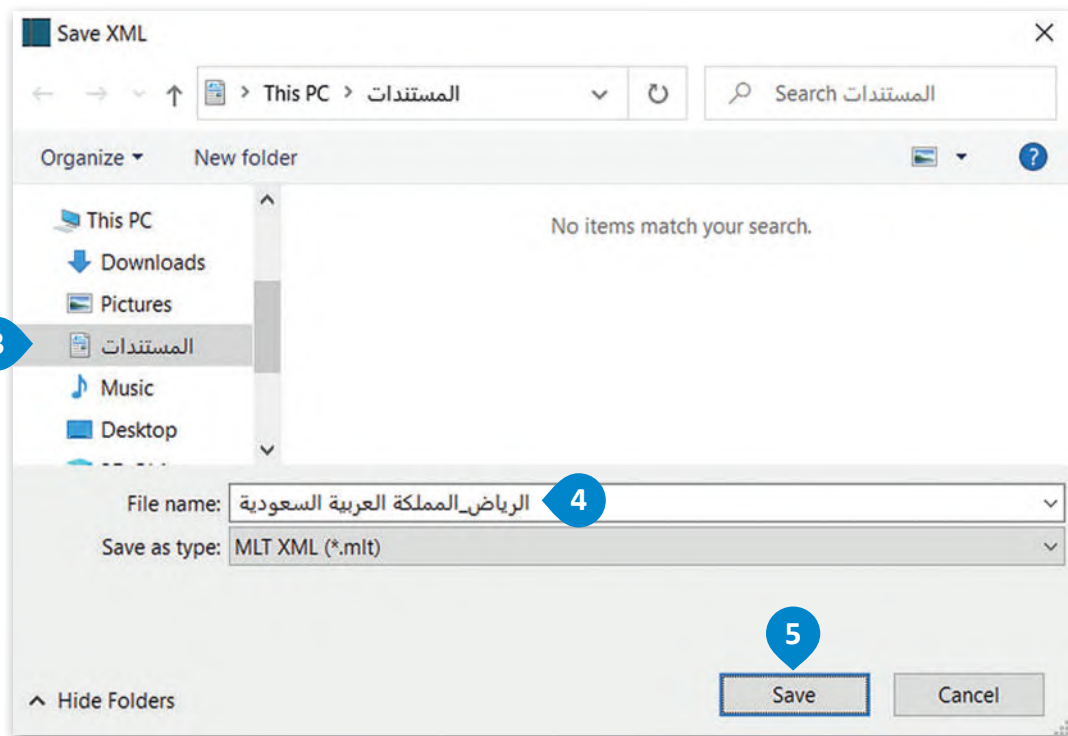 Save XML
This PC > المستندات
Search المستندات
Organize
New folder
?
This PC
Downloads
Pictures
المستندات
Music
Desktop
No items match your search.
3
File name: الرياض_المملكة العربية السعودية
4
Save as type: MLT XML (*.mlt)
5
Hide Folders
Save
Cancel